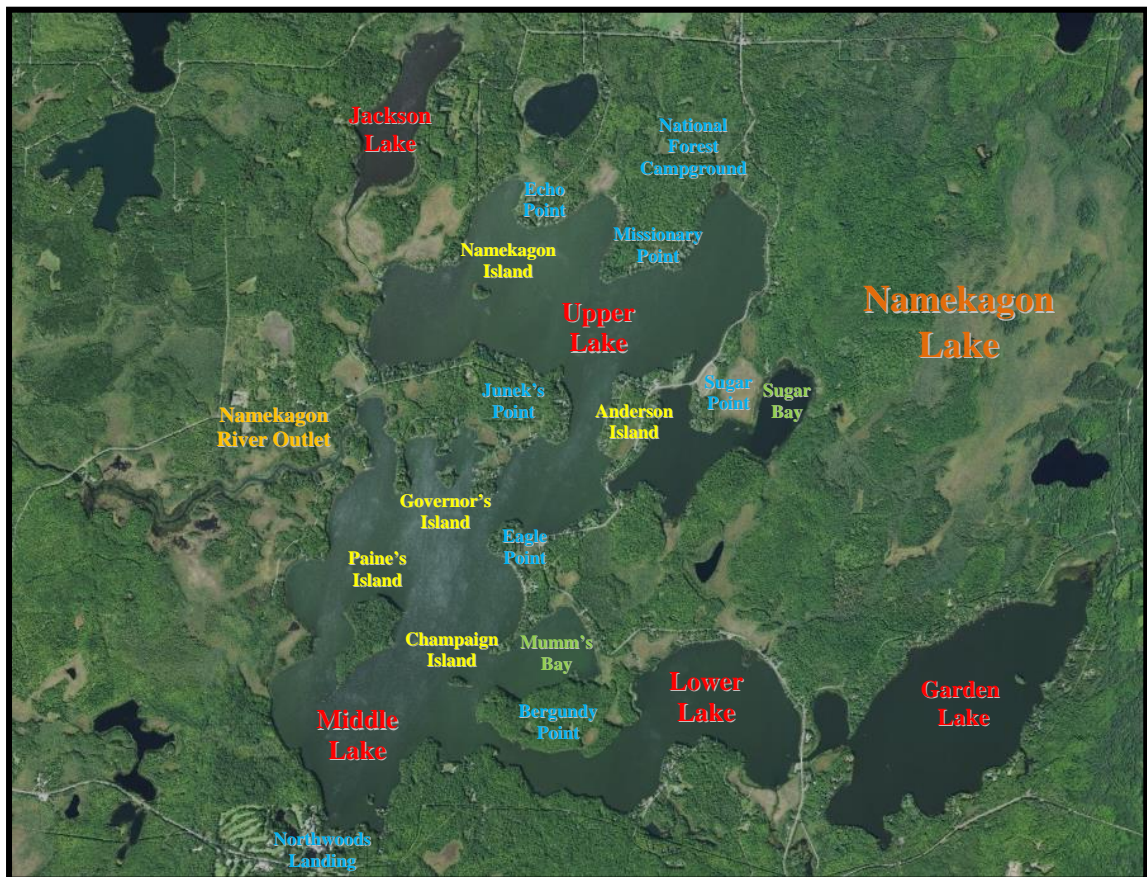 Jackson
Lake
National
Forest
Campground
Echo
Point
Missionary
Point
Namekagon
Island
Namekagon
Lake
Upper
Lake
Junek's
Point
Sugar
Point
Sugar
Bay
Anderson
Island
Namekagon
River Outlet
Governor's
Island
Eagle
Point
Paine's
Island
Champaign
Island
Mumm's
Bay
Lower
Lake
Garden
Lake
Bergundy
Point
Middle
Lake
Northwoods
Landing